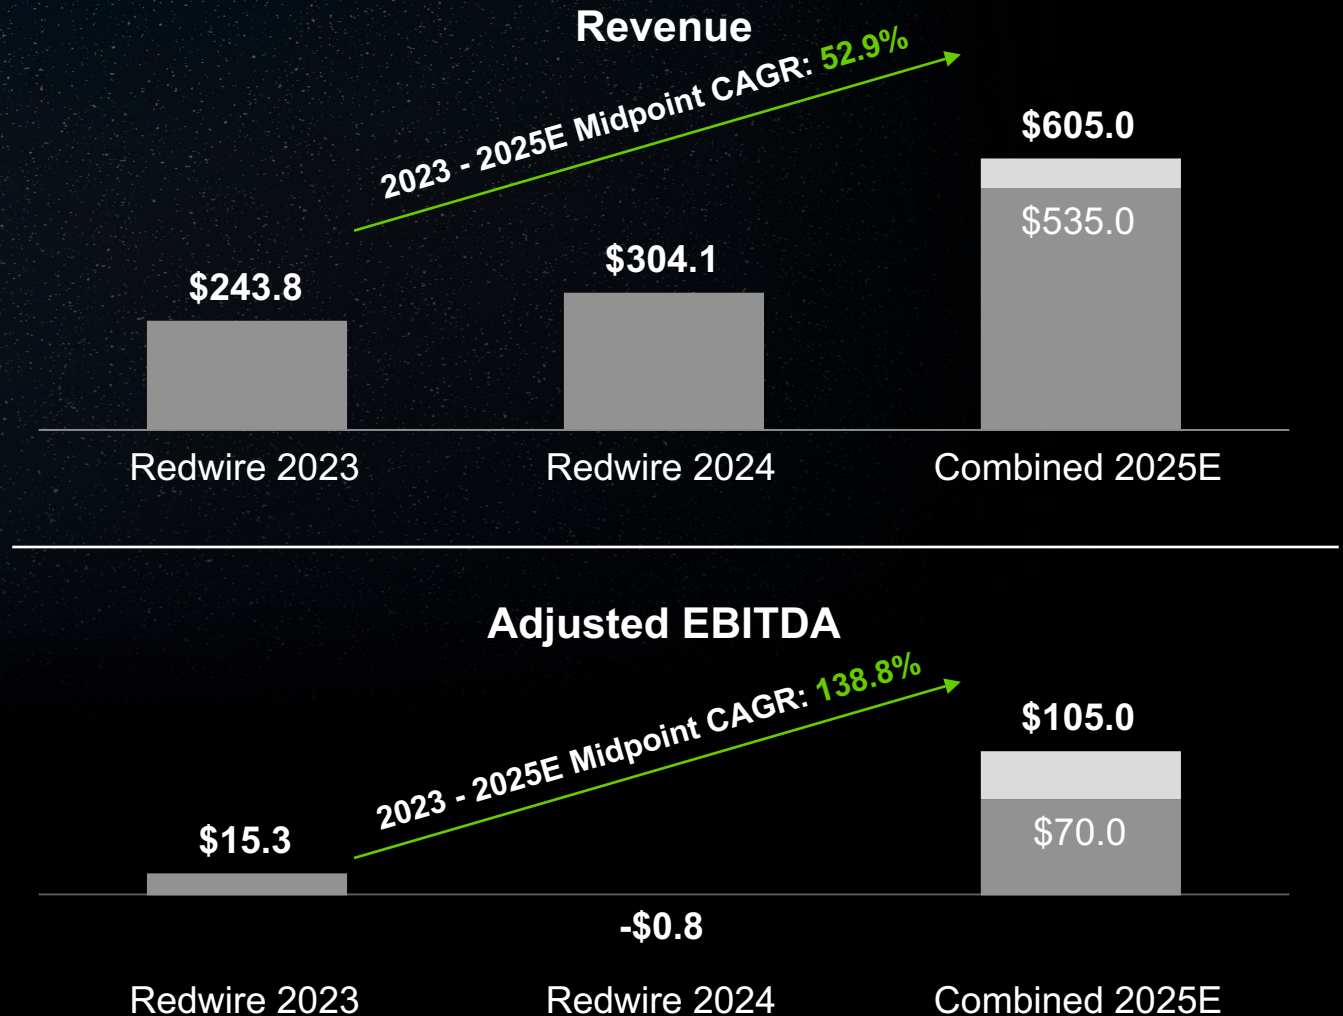 Revenue
2023 - 2025E Midpoint CAGR: 52.9%
$605.0
$535.0
$304.1
$243.8
Redwire 2023
Redwire 2024
Combined 2025E
Adjusted EBITDA
2023 - 2025E Midpoint CAGR: 138.8%
$105.0
$70.0
$15.3
-$0.8
Redwire 2023
Redwire 2024
Combined 2025E